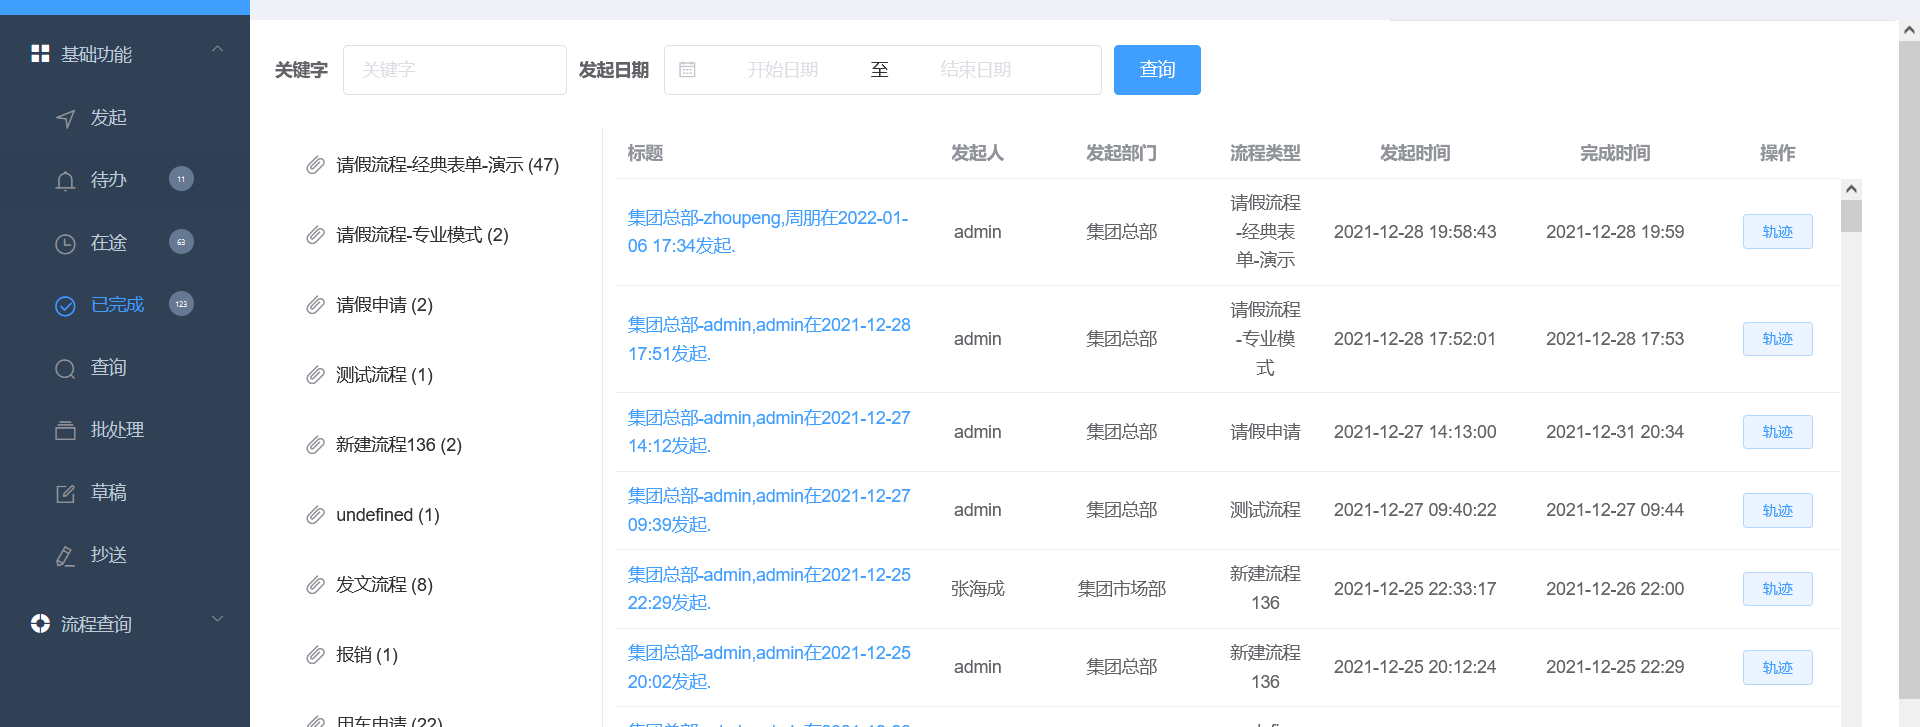 基础功能
发起
待办 11
在途 63
已完成 123
查询
批处理
草稿
抄送
流程查询
关键字 关键字 发起日期 开始日期 至 结束日期 查询
请假流程-经典表单-演示 (47)
请假流程-专业模式 (2)
请假申请 (2)
测试流程 (1)
新建流程136 (2)
undefined (1)
发文流程 (8)
报销 (1)
用车申请 (22)
标题 发起人 发起部门 流程类型 发起时间 完成时间 操作
集团总部-zhoupeng,周朋在2022-01-
06 17:34发起.
admin
集团总部
请假流程
-经典表
单-演示
2021-12-28 19:58:43
2021-12-28 19:59
轨迹
集团总部-admin,admin在2021-12-28
17:51发起.
admin
集团总部
请假流程
-专业模
式
2021-12-28 17:52:01
2021-12-28 17:53
轨迹
集团总部-admin,admin在2021-12-27
14:12发起.
admin
集团总部
请假申请
2021-12-27 14:13:00
2021-12-31 20:34
轨迹
集团总部-admin,admin在2021-12-27
09:39发起.
admin
集团总部
测试流程
2021-12-27 09:40:22
2021-12-27 09:44
轨迹
集团总部-admin,admin在2021-12-25
22:29发起.
张海成
集团市场部
新建流程
136
2021-12-25 22:33:17
2021-12-26 22:00
轨迹
集团总部-admin,admin在2021-12-25
20:02发起.
admin
集团总部
新建流程
136
2021-12-25 20:12:24
2021-12-25 22:29
轨迹